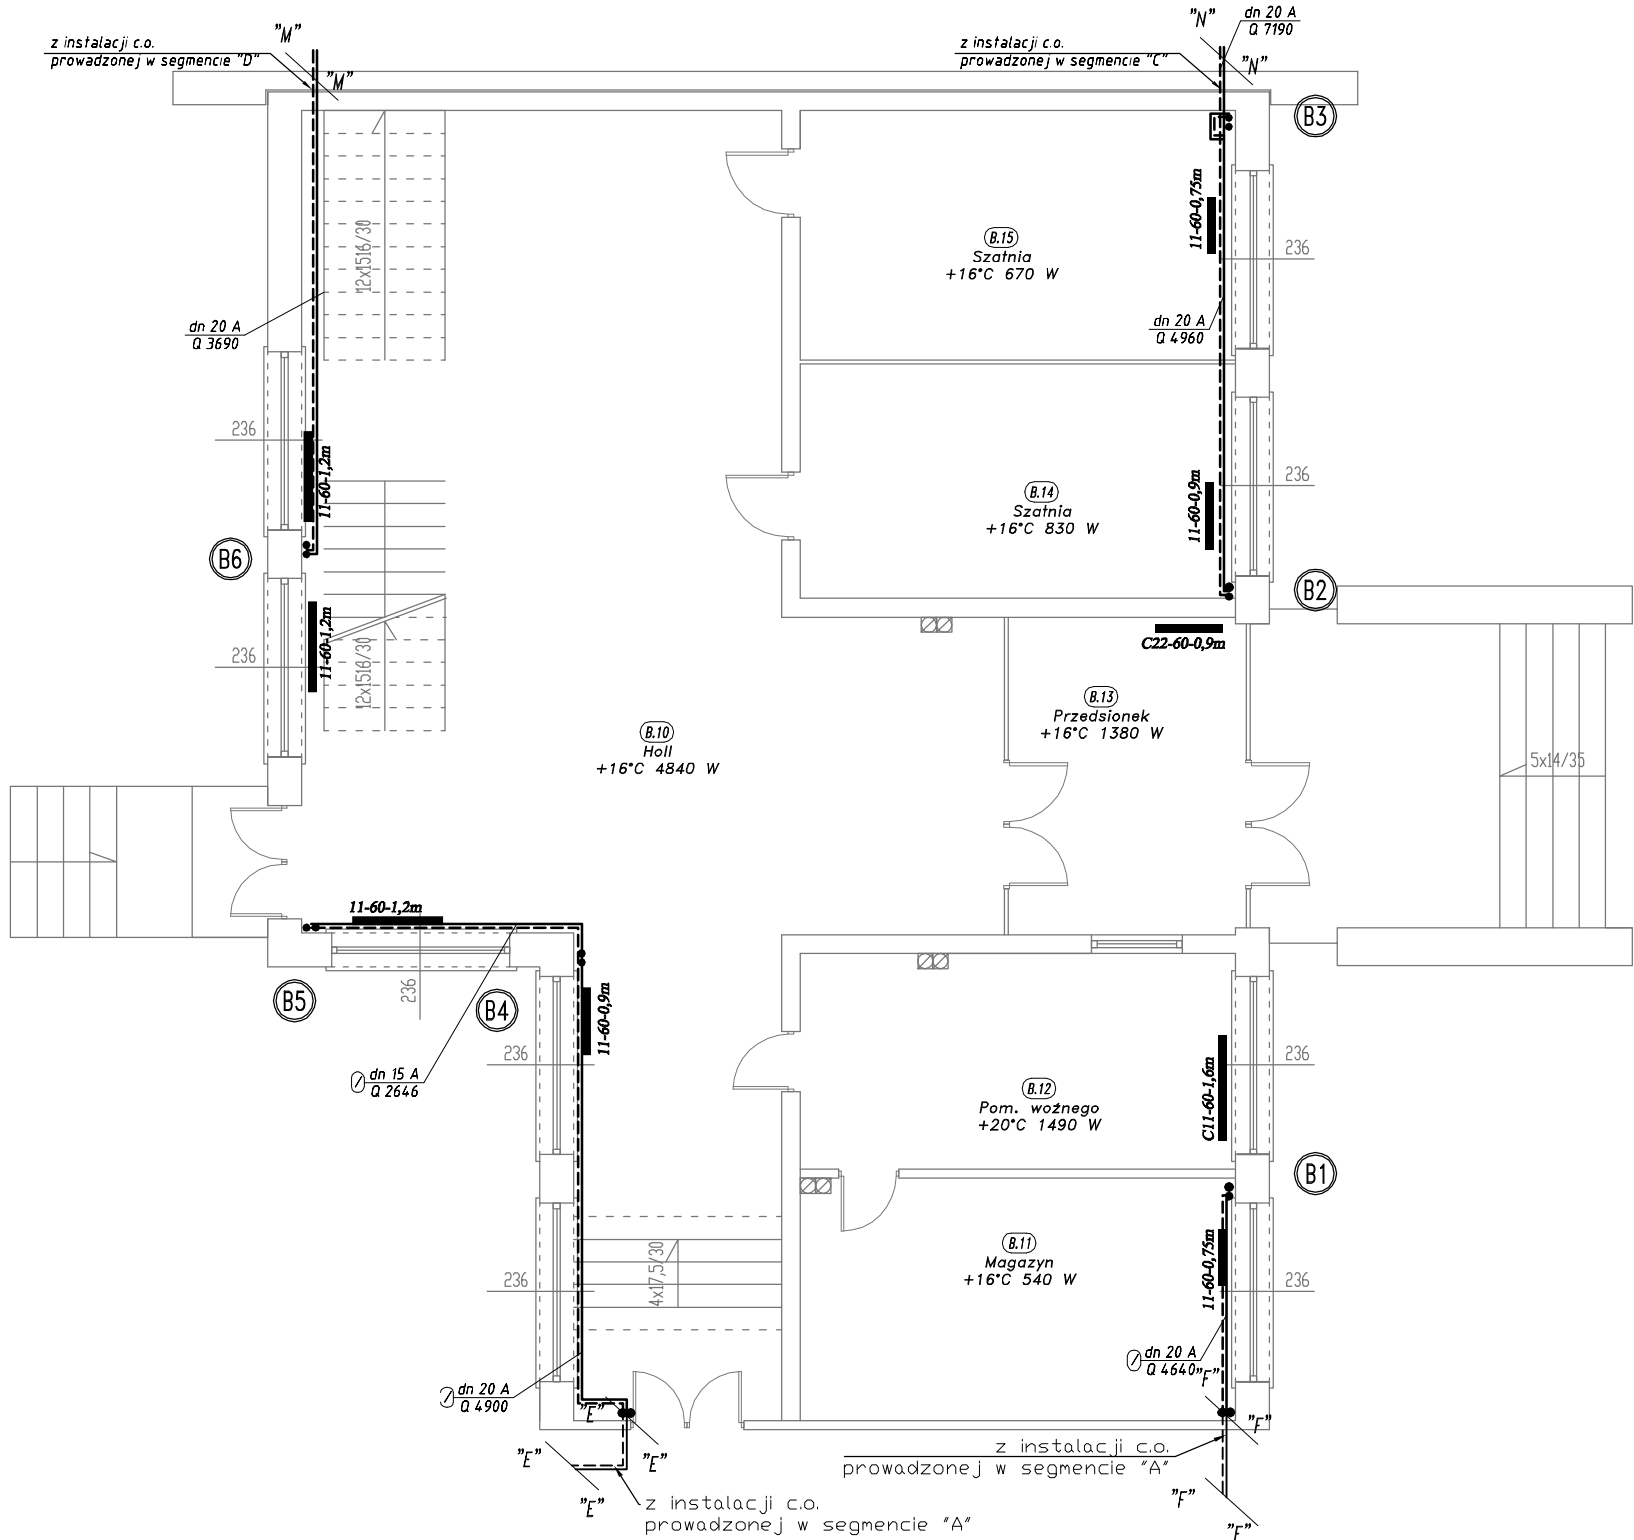 "M"
z instalacji c.o.
prowadzonej w segmencie "D"
"M"
z instalacji c.o.
prowadzonej w segmencie "C"
"N"
dn 20 A
Q 7190
"N"
B3
12x1516/30
11-60-0,75m
236
B.15
Szatnia
+16°C 670 W
dn 20 A
Q 3690
dn 20 A
Q 4960
236
11-60-1,2m
B.14
Szatnia
+16°C 830 W
11-60-0,9m
236
B6
B2
236
11-60-1,2m
12x1516/30
C22-60-0,9m
B.13
Przedsionek
+16°C 1380 W
B.10
Holl
+16°C 4840 W
5x14/35
11-60-1,2m
B5
236
B4
11-60-0,9m
236
dn 15 A
Q 2646
B.12
Pom. woźnego
+20°C 1490 W
C11-60-1,6m
236
B1
236
4x17,5/30
B.11
Magazyn
+16°C 540 W
11-60-0,75m
236
dn 20 A
Q 4640
"F"
dn 20 A
Q 4900
"E"
"F"
"E"
"E"
z instalacji c.o.
prowadzonej w segmencie "A"
"E"
z instalacji c.o.
prowadzonej w segmencie "A"
"F"
"F"